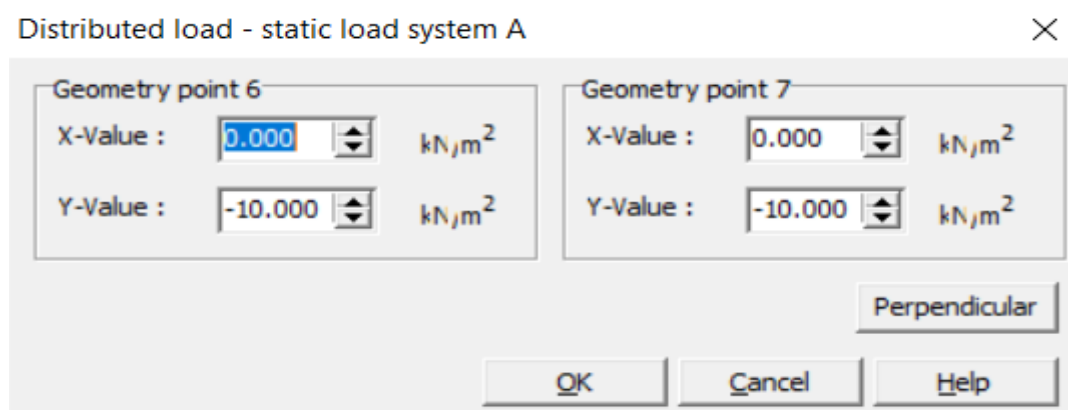 Distributed load - static load system A
Geometry point 6
X-Value : 0.000 kN/m²
Y-Value : -10.000 kN/m²
Geometry point 7
X-Value : 0.000 kN/m²
Y-Value : -10.000 kN/m²
Perpendicular
OK Cancel Help